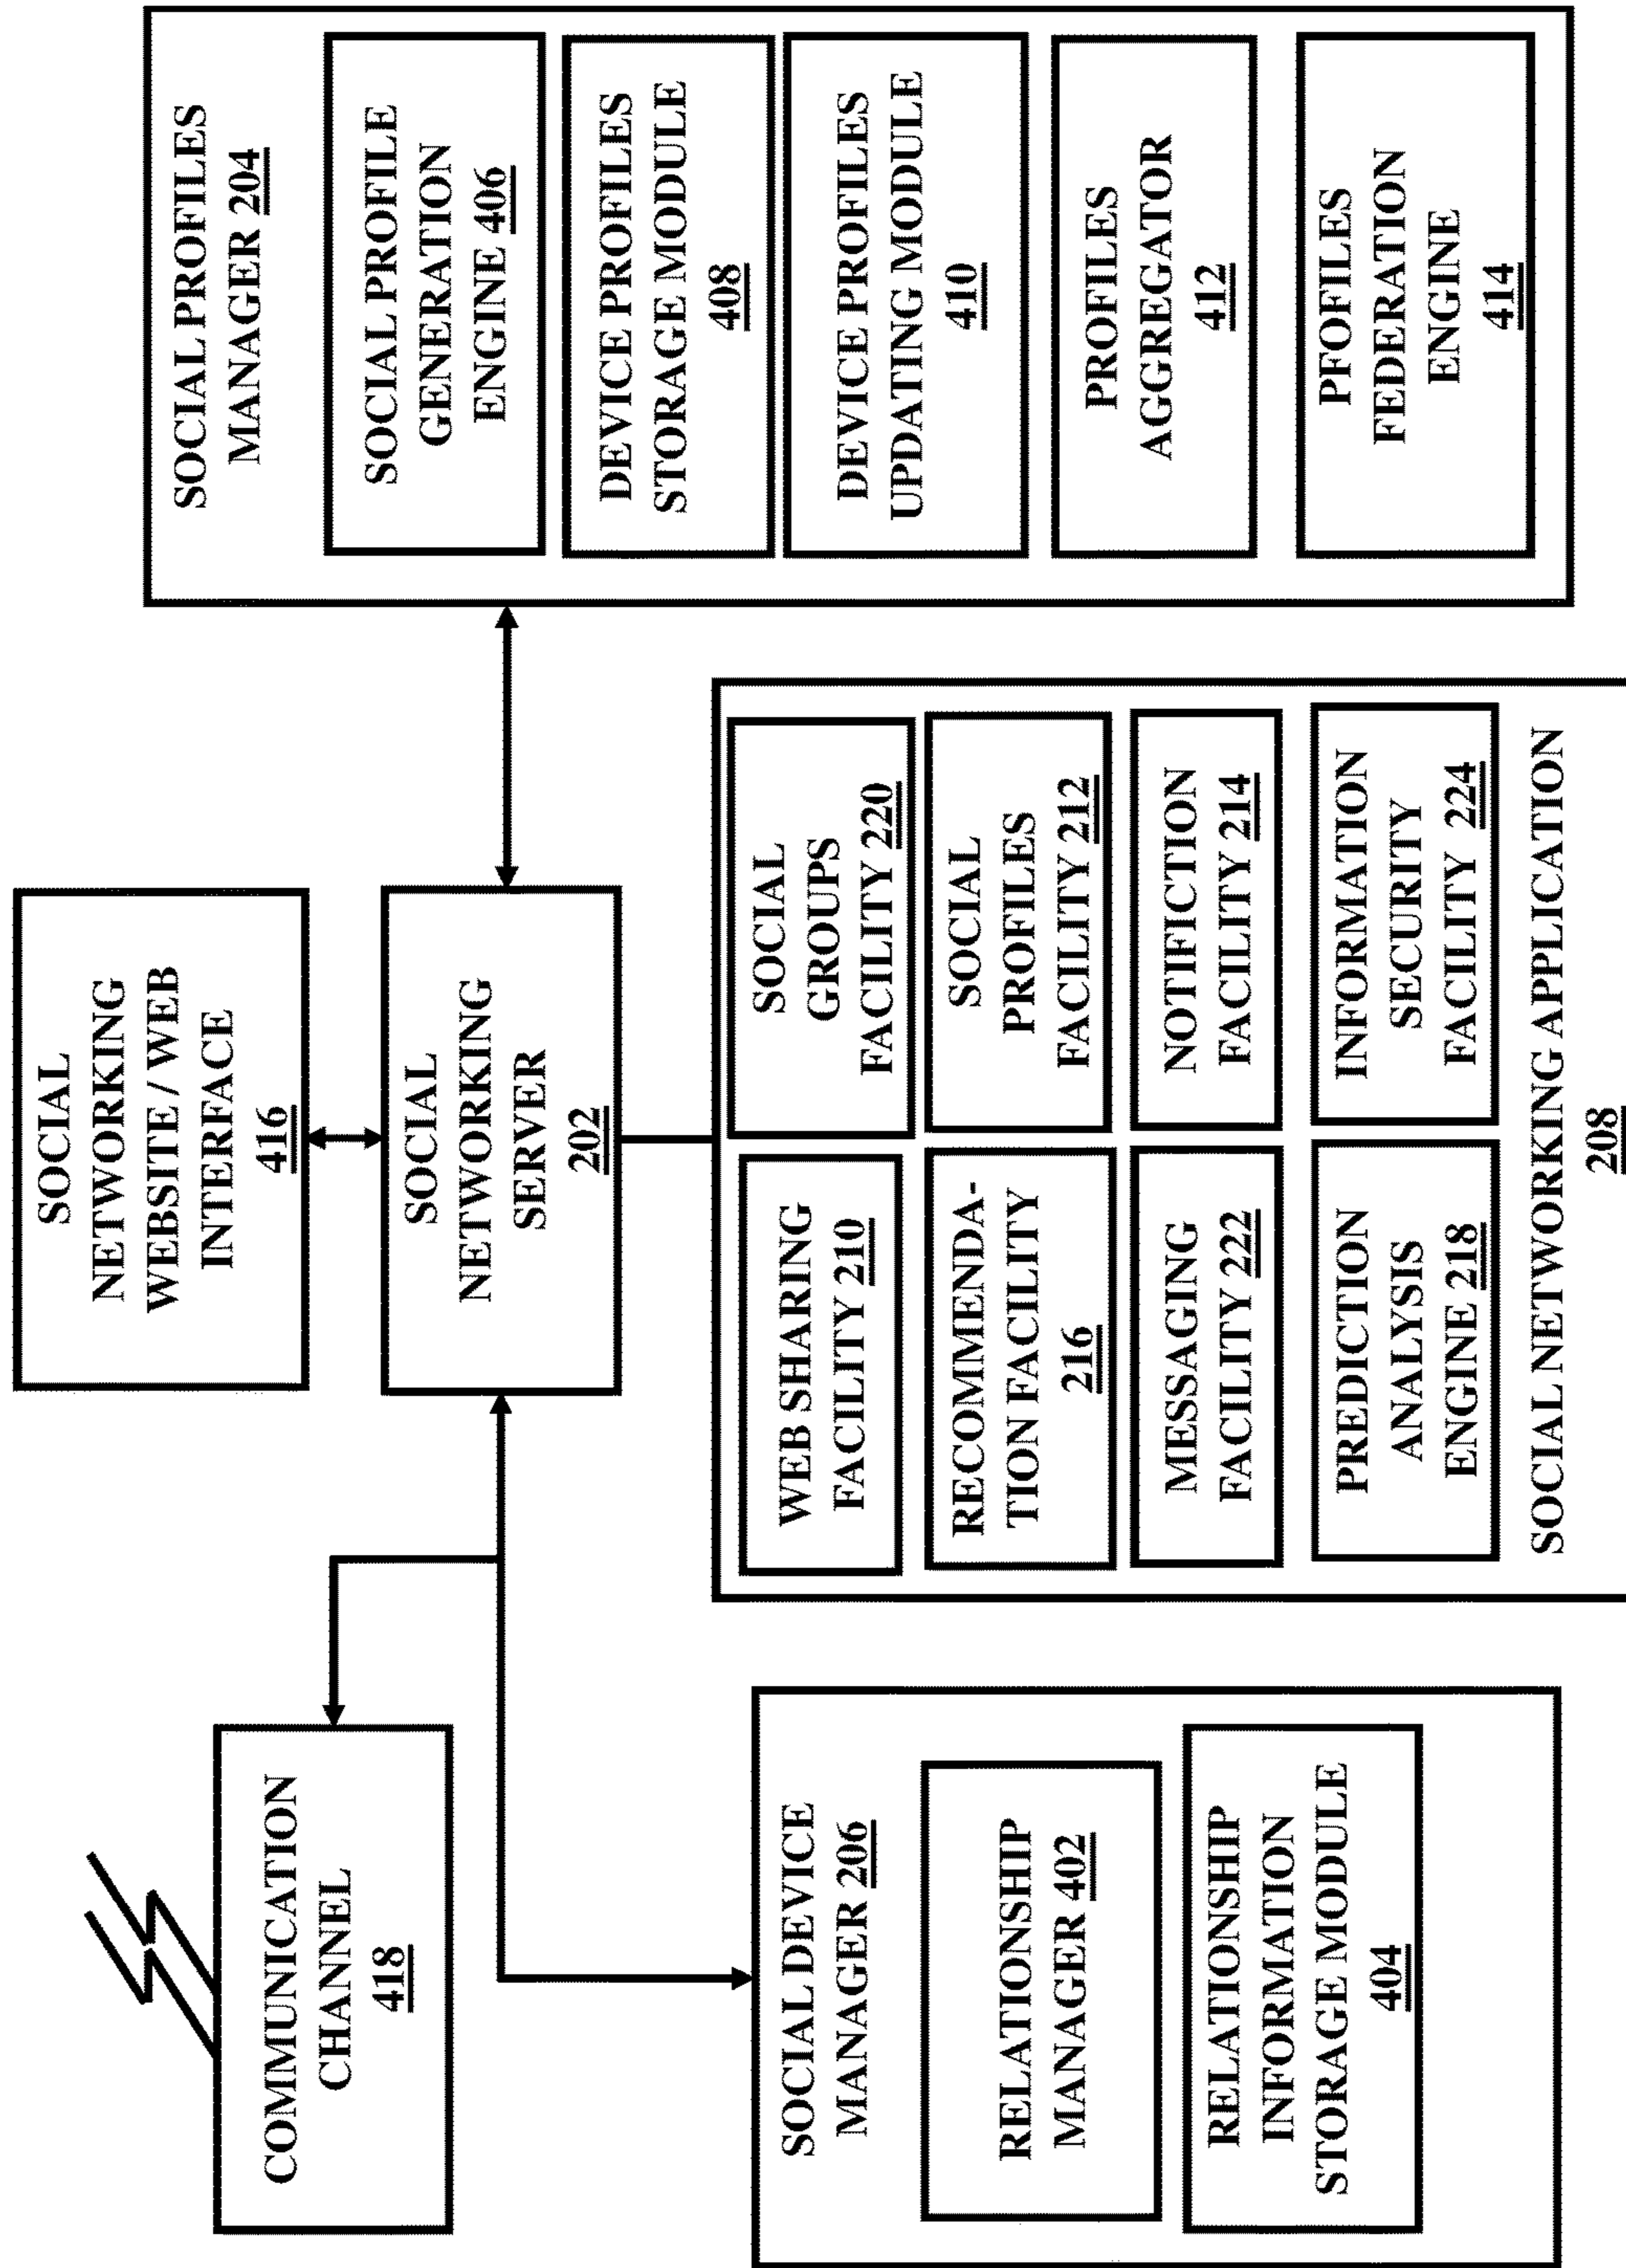 SOCIAL
NETWORKING
WEBSITE / WEB
INTERFACE
416
COMMUNICATION
CHANNEL
418
SOCIAL
NETWORKING
SERVER
202
SOCIAL DEVICE
MANAGER 206
RELATIONSHIP
MANAGER 402
RELATIONSHIP
INFORMATION
STORAGE MODULE
404
WEB SHARING
FACILITY 210
SOCIAL
GROUPS
FACILITY 220
RECOMMENDA-
TION FACILITY
216
SOCIAL
PROFILES
FACILITY 212
MESSAGING
FACILITY 222
NOTIFICTION
FACILITY 214
PREDICTION
ANALYSIS
ENGINE 218
INFORMATION
SECURITY
FACILITY 224
SOCIAL NETWORKING APPLICATION
208
SOCIAL PROFILES
MANAGER 204
SOCIAL PROFILE
GENERATION
ENGINE 406
DEVICE PROFILES
STORAGE MODULE
408
DEVICE PROFILES
UPDATING MODULE
410
PROFILES
AGGREGATOR
412
PFOFILES
FEDERATION
ENGINE
414